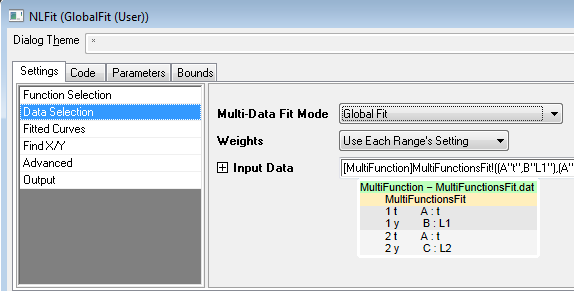 NLFit (GlobalFit (User))
Dialog Theme *
Settings Code Parameters Bounds
Function Selection
Data Selection
Fitted Curves
Find X/Y
Advanced
Output
Multi-Data Fit Mode Global Fit
Weights Use Each Range's Setting
Input Data [MultiFunction]MultiFunctionsFit!((A"t",B"L1"),(A"
MultiFunction - MultiFunctionsFit.dat
MultiFunctionsFit
1 t A : t
1 y B : L1
2 t A : t
2 y C : L2